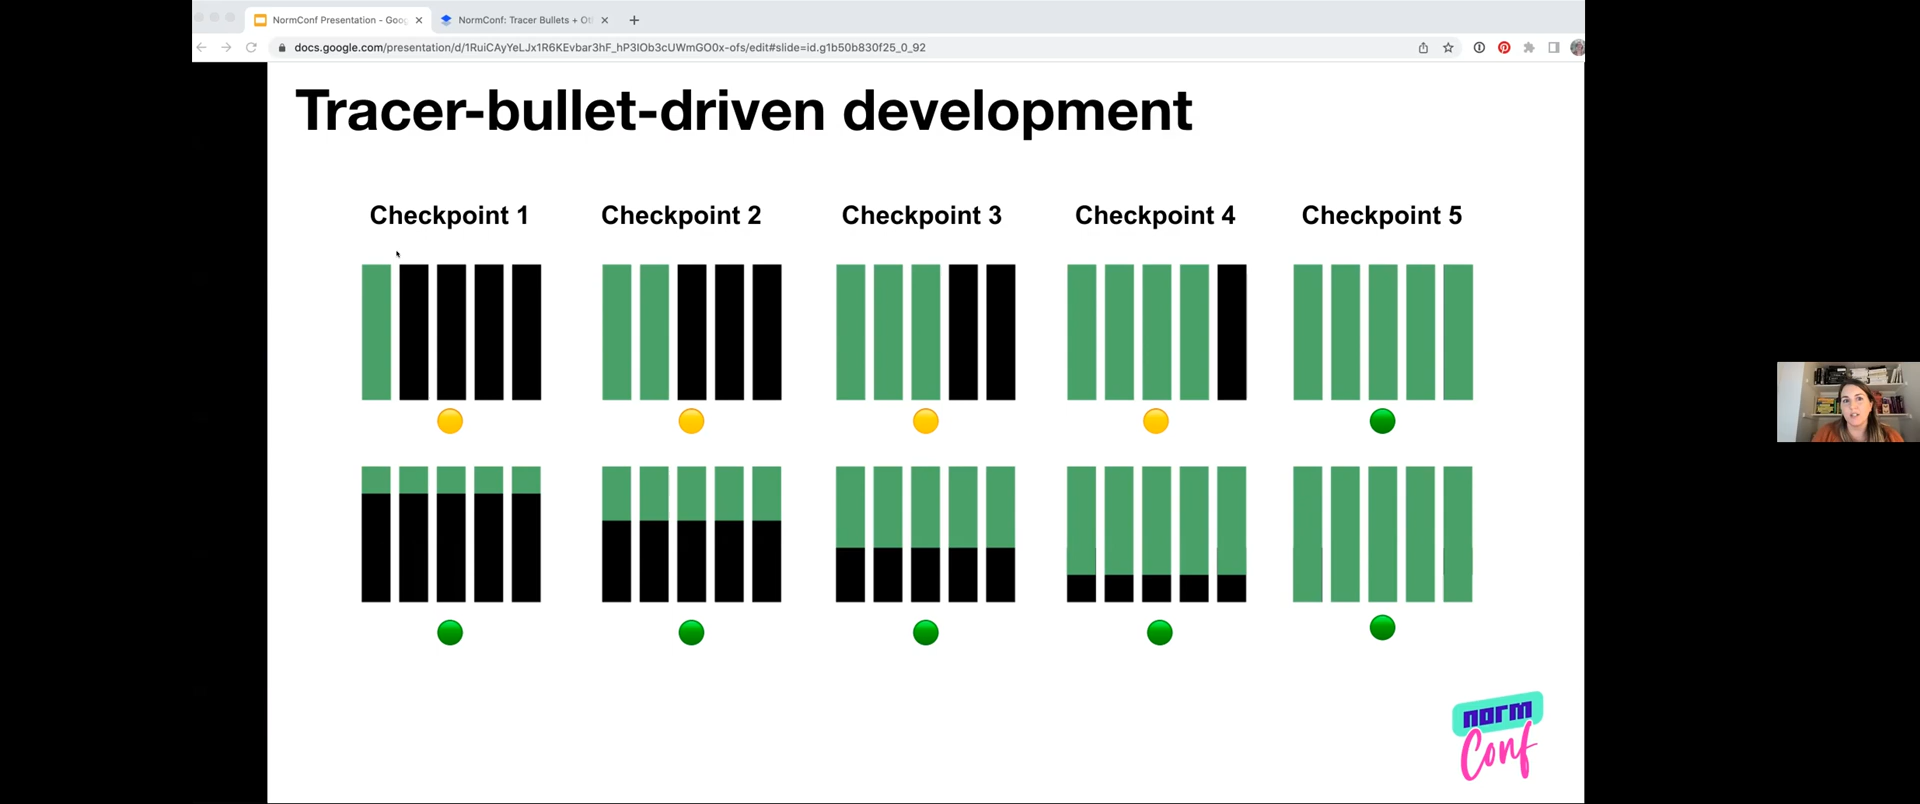 NormConf Presentation - Goog
NormConf: Tracer Bullets + Ot
docs.google.com/presentation/d/1RuiCAyYeLJx1R6KEvbar3hF_hP3IOb3cUWmGO0x-ofs/edit#slide=id.g1b50b830f25_0_92
Tracer-bullet-driven development
Checkpoint 1 Checkpoint 2 Checkpoint 3 Checkpoint 4 Checkpoint 5
norm
Conf